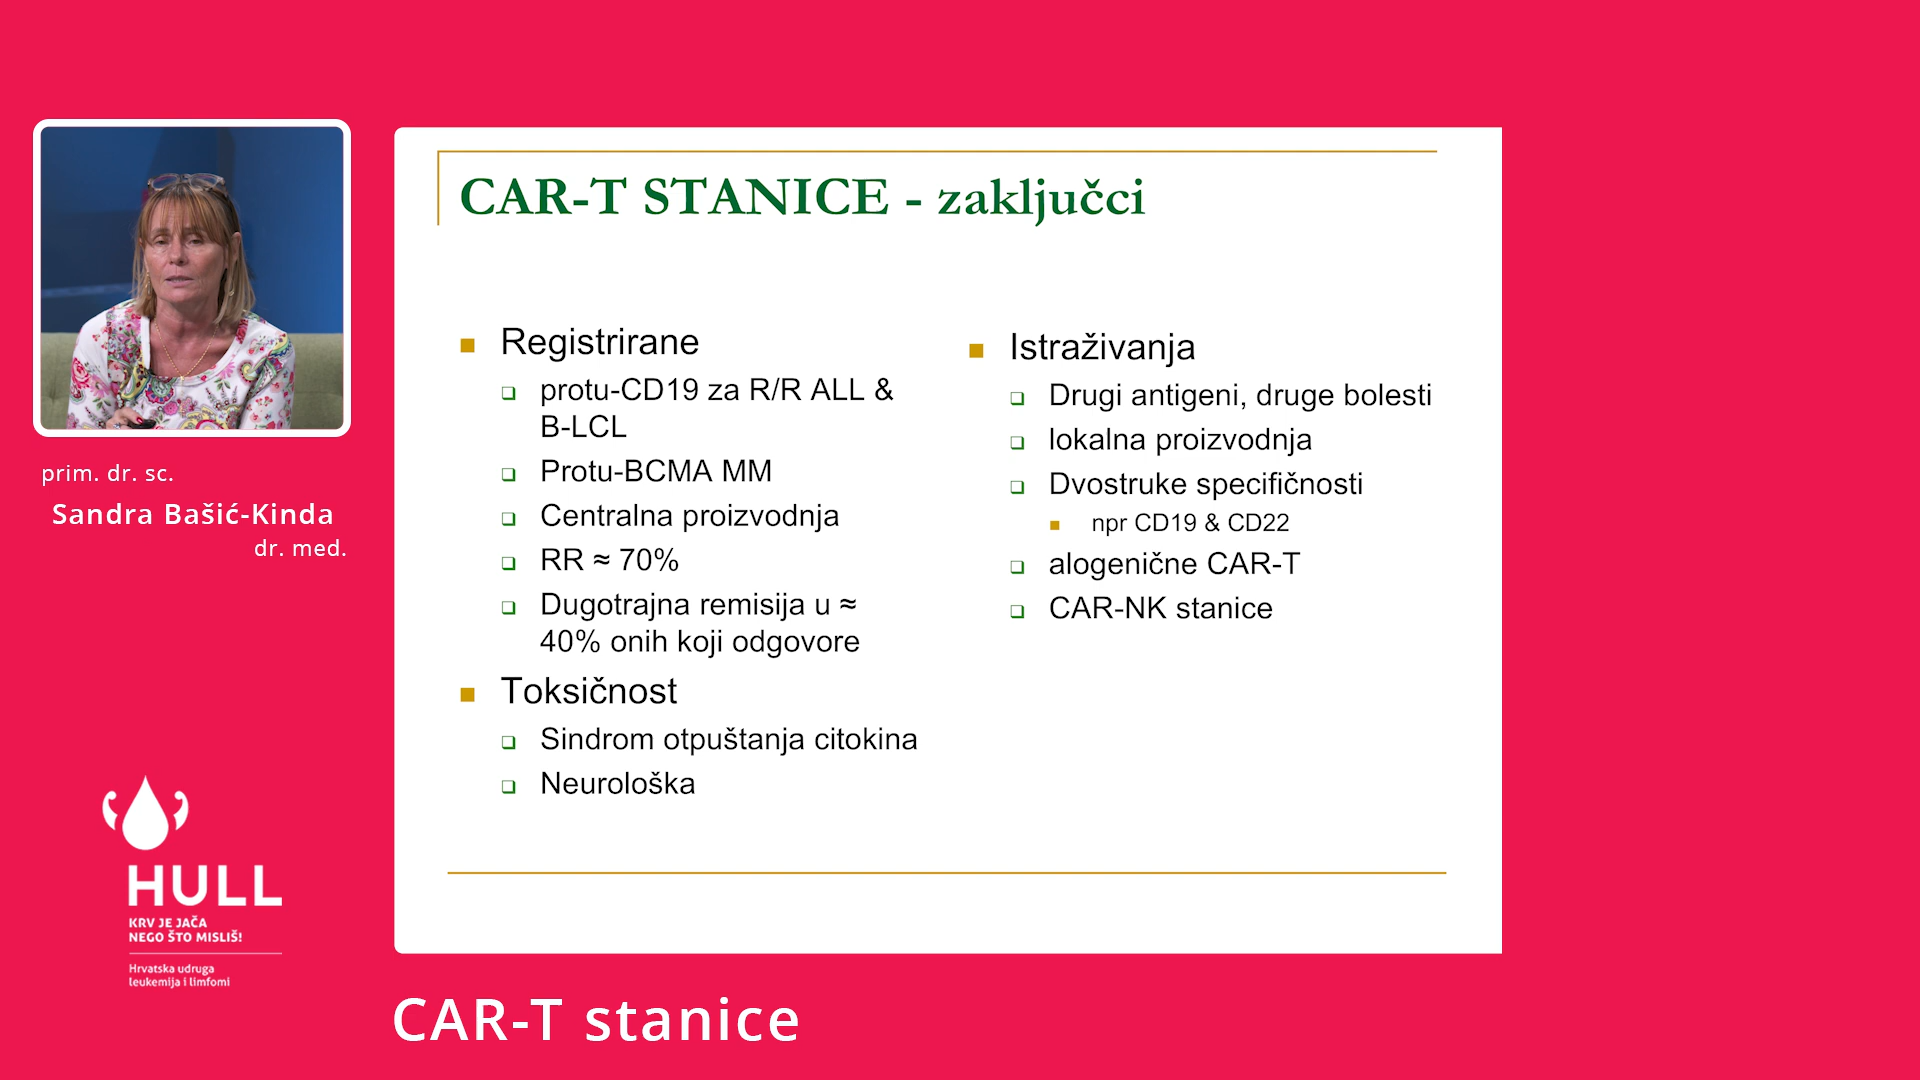 prim. dr. sc.
Sandra Bašić-Kinda
dr. med.
HULL
KRV JE JAČA
NEGO ŠTO MISLIŠ!
Hrvatska udruga
leukemija i limfomi
CAR-T STANICE - zaključci
Registrirane
protu-CD19 za R/R ALL &
B-LCL
Protu-BCMA MM
Centralna proizvodnja
RR ≈ 70%
Dugotrajna remisija u ≈
40% onih koji odgovore
Toksičnost
Sindrom otpuštanja citokina
Neurološka
Istraživanja
Drugi antigeni, druge bolesti
lokalna proizvodnja
Dvostruke specifičnosti
npr CD19 & CD22
alogenične CAR-T
CAR-NK stanice
CAR-T stanice